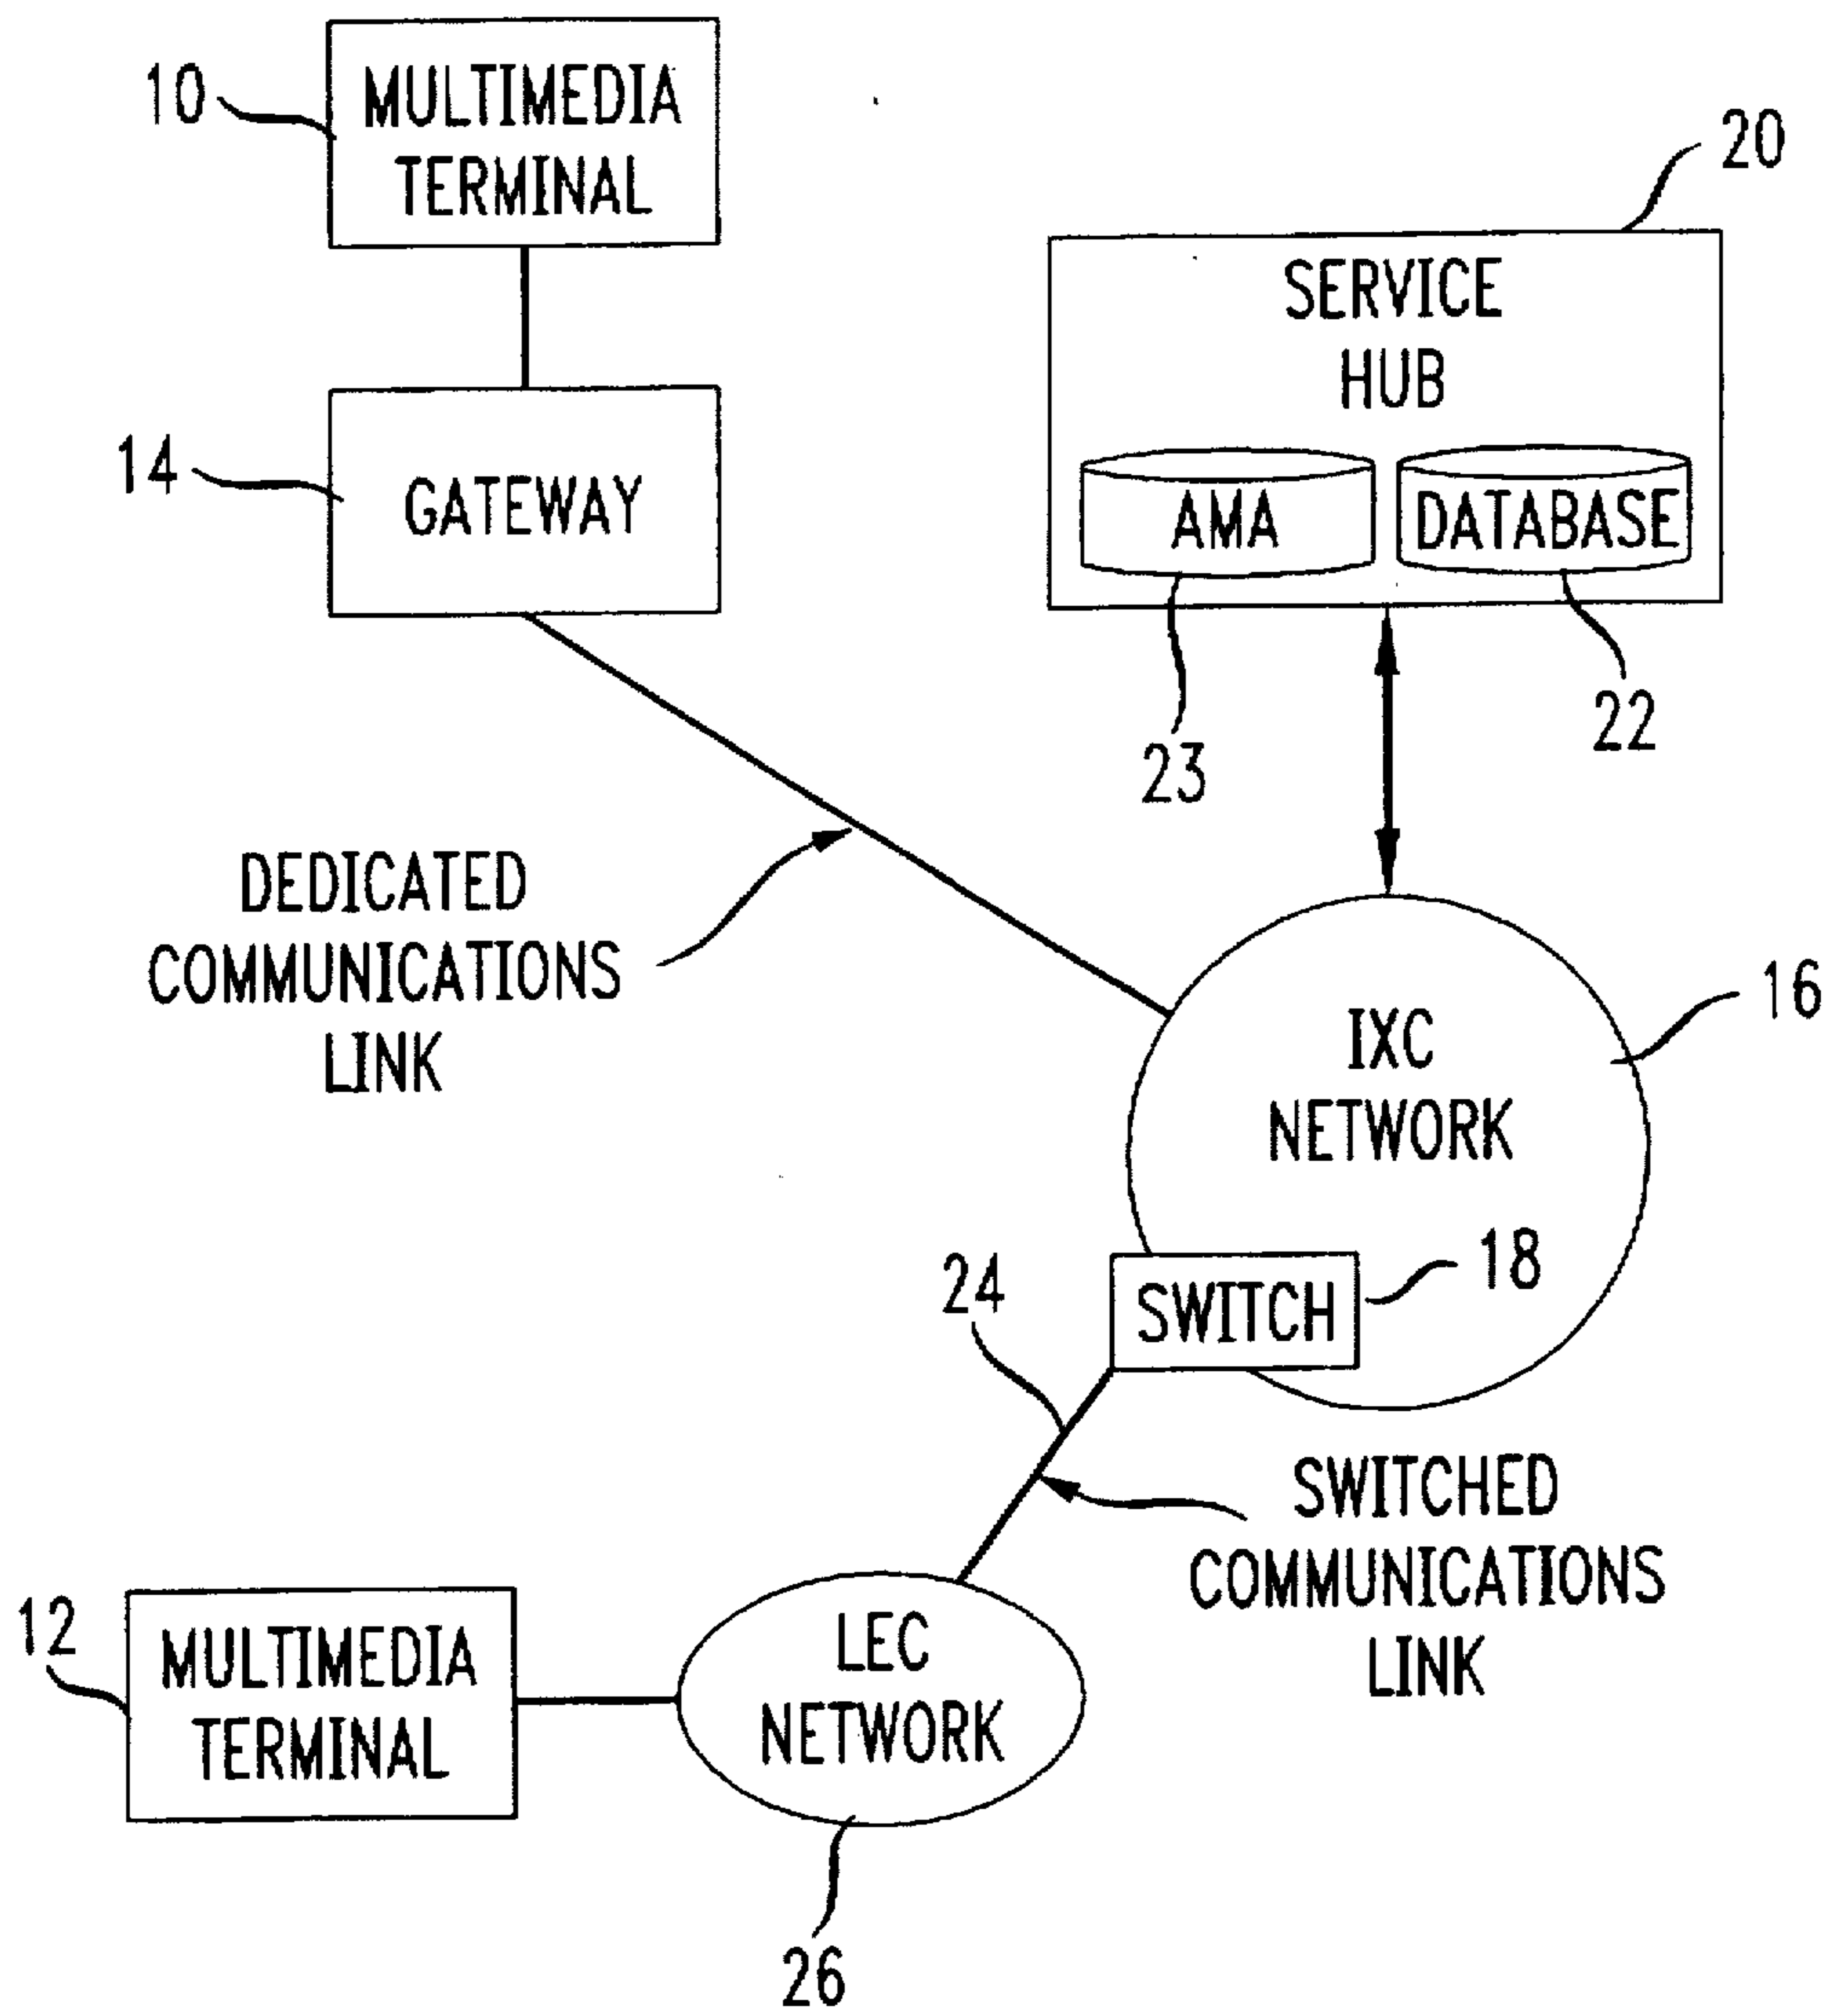 10
MULTIMEDIA
TERMINAL
20
SERVICE
HUB
14
GATEWAY
AMA
DATABASE
23
22
DEDICATED
COMMUNICATIONS
LINK
16
IXC
NETWORK
24
18
SWITCH
SWITCHED
COMMUNICATIONS
LINK
12
MULTIMEDIA
TERMINAL
LEC
NETWORK
26